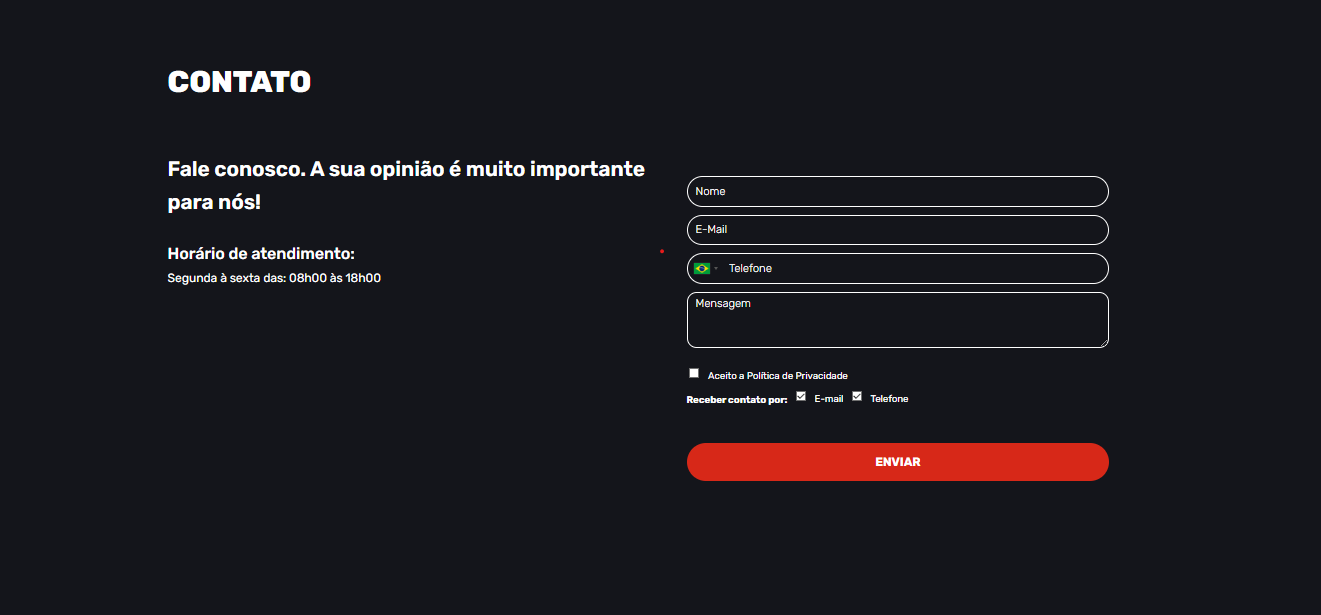 CONTATO
Fale conosco. A sua opinião é muito importante
para nós!
Horário de atendimento:
Segunda à sexta das: 08h00 às 18h00
Nome
E-Mail
Telefone
Mensagem
Aceito a Política de Privacidade
Receber contato por: E-mail Telefone
ENVIAR